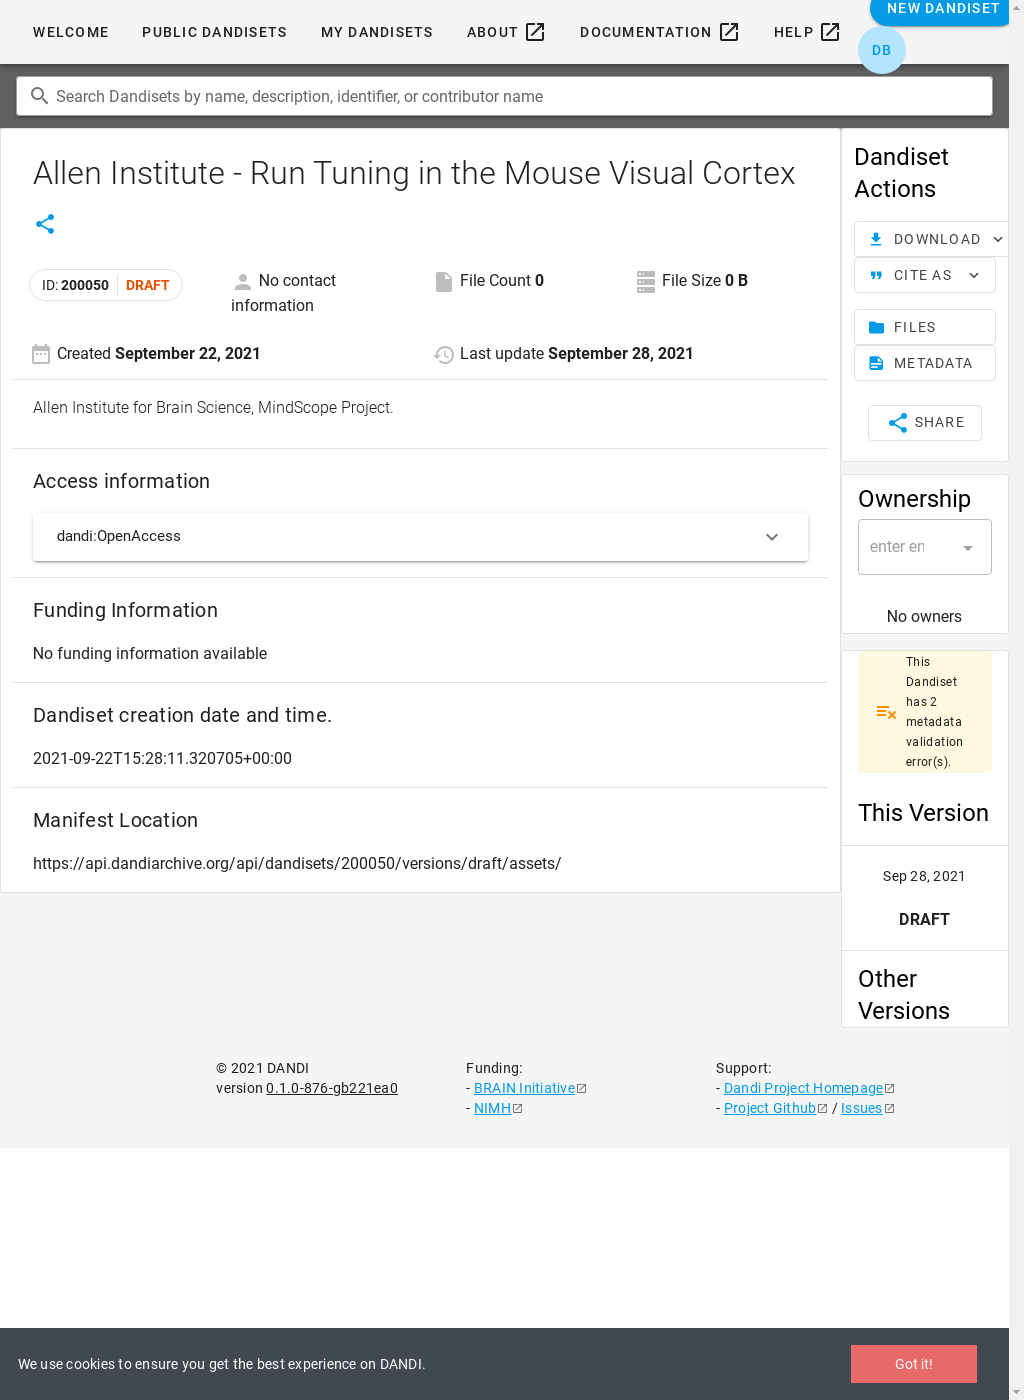 WELCOME PUBLIC DANDISETS MY DANDISETS ABOUT DOCUMENTATION HELP NEW DANDISET
DB
Search Dandisets by name, description, identifier, or contributor name
Allen Institute - Run Tuning in the Mouse Visual Cortex
ID: 200050 DRAFT
No contact
information
File Count 0
File Size 0 B
Created September 22, 2021
Last update September 28, 2021
Allen Institute for Brain Science, MindScope Project.
Access information
dandi:OpenAccess
Funding Information
No funding information available
Dandiset creation date and time.
2021-09-22T15:28:11.320705+00:00
Manifest Location
https://api.dandiarchive.org/api/dandisets/200050/versions/draft/assets/
Dandiset
Actions
DOWNLOAD
CITE AS
FILES
METADATA
SHARE
Ownership
enter en
No owners
This
Dandiset
has 2
metadata
validation
error(s).
This Version
Sep 28, 2021
DRAFT
Other
Versions
© 2021 DANDI
version 0.1.0-876-gb221ea0
Funding:
- BRAIN Initiative
- NIMH
Support:
- Dandi Project Homepage
- Project Github / Issues
We use cookies to ensure you get the best experience on DANDI.
Got it!